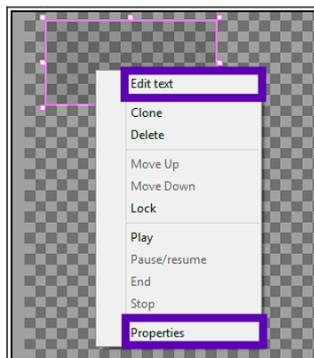 Edit text
Clone
Delete
Move Up
Move Down
Lock
Play
Pause/resume
End
Stop
Properties